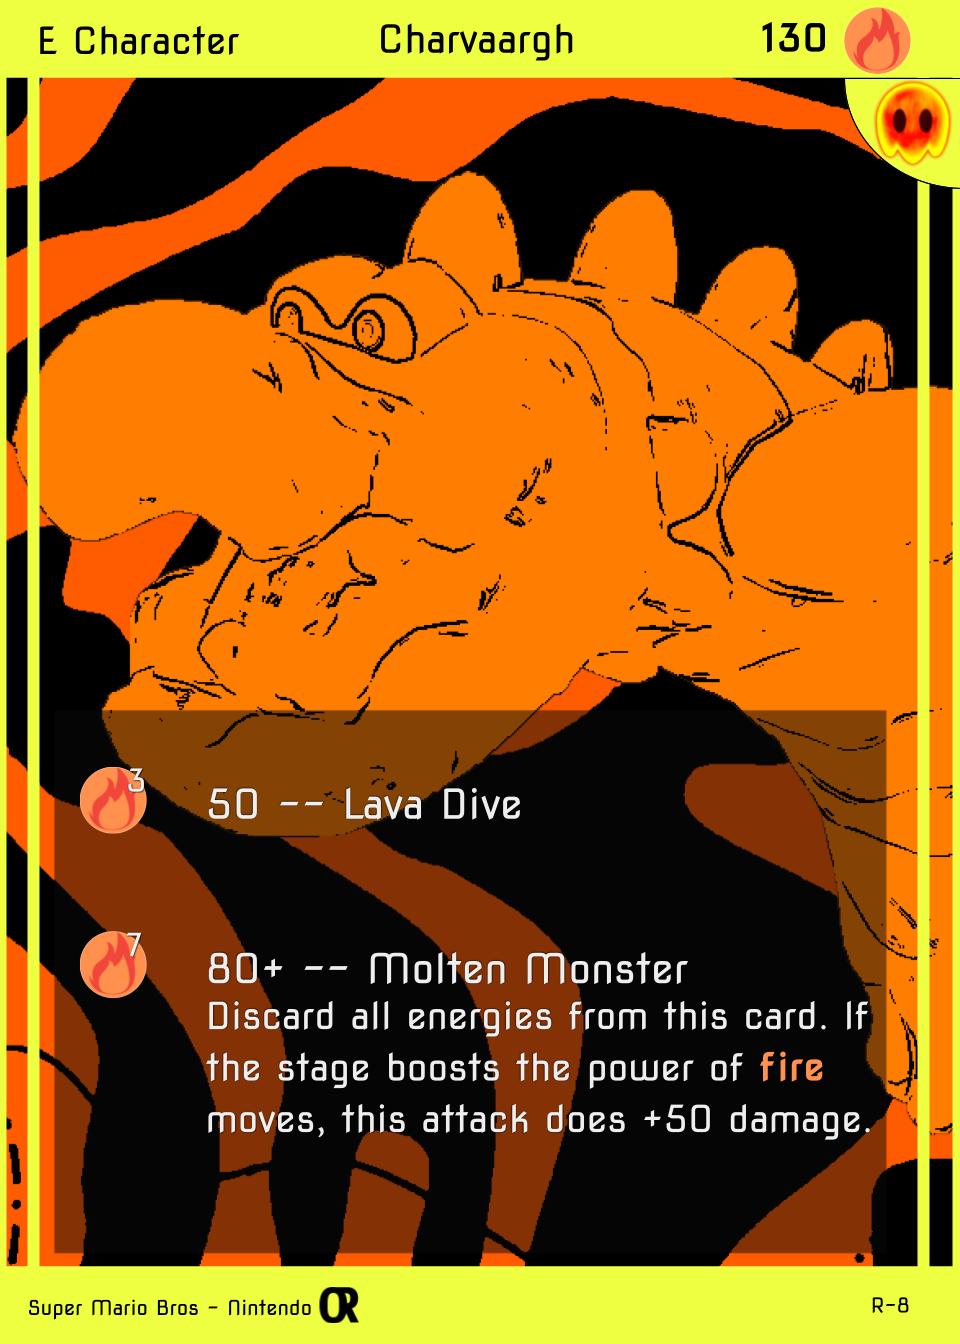 E Character
Charvaargh
130
3
50 -- Lava Dive
7
80+ -- Molten Monster
Discard all energies from this card. If
the stage boosts the power of fire
moves, this attack does +50 damage.
Super Mario Bros - Nintendo OR
R-8